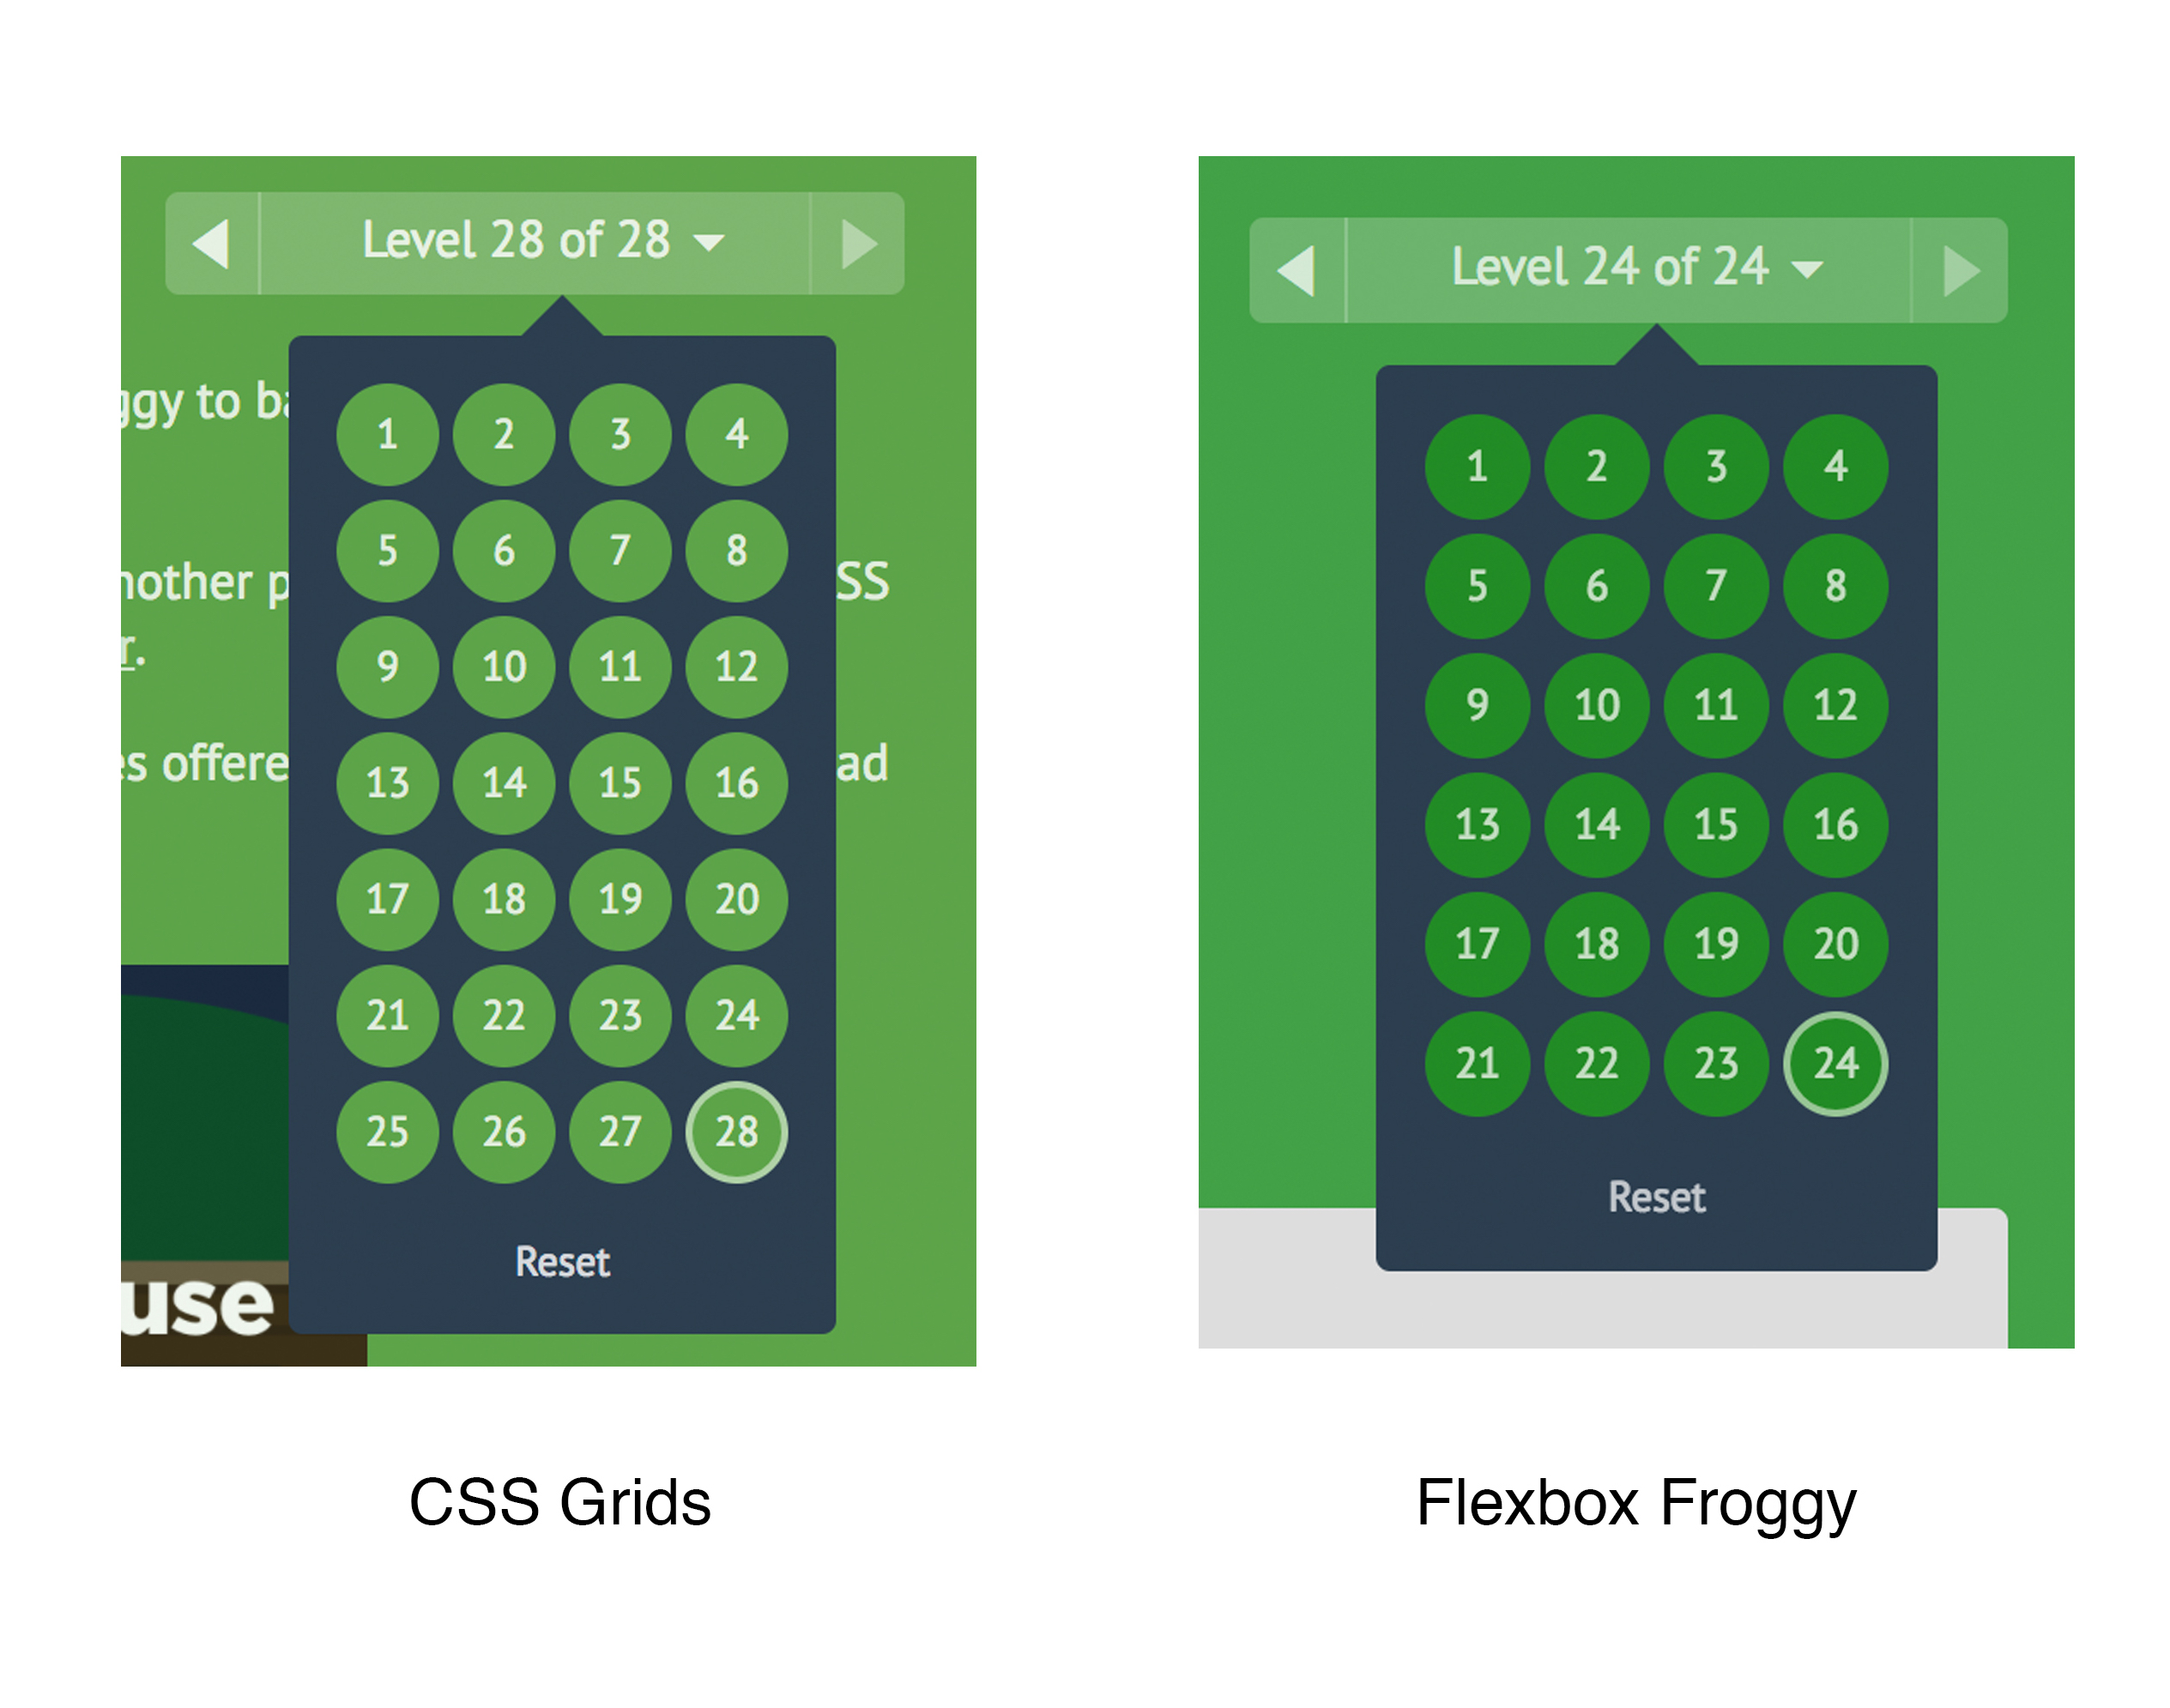 Level 28 of 28
ggy to ba
1 2 3 4
5 6 7 8
nother p
SS
r.
9 10 11 12
es offere
ad
13 14 15 16
17 18 19 20
21 22 23 24
25 26 27 28
Reset
use
CSS Grids
Level 24 of 24
1 2 3 4
5 6 7 8
9 10 11 12
13 14 15 16
17 18 19 20
21 22 23 24
Reset
Flexbox Froggy